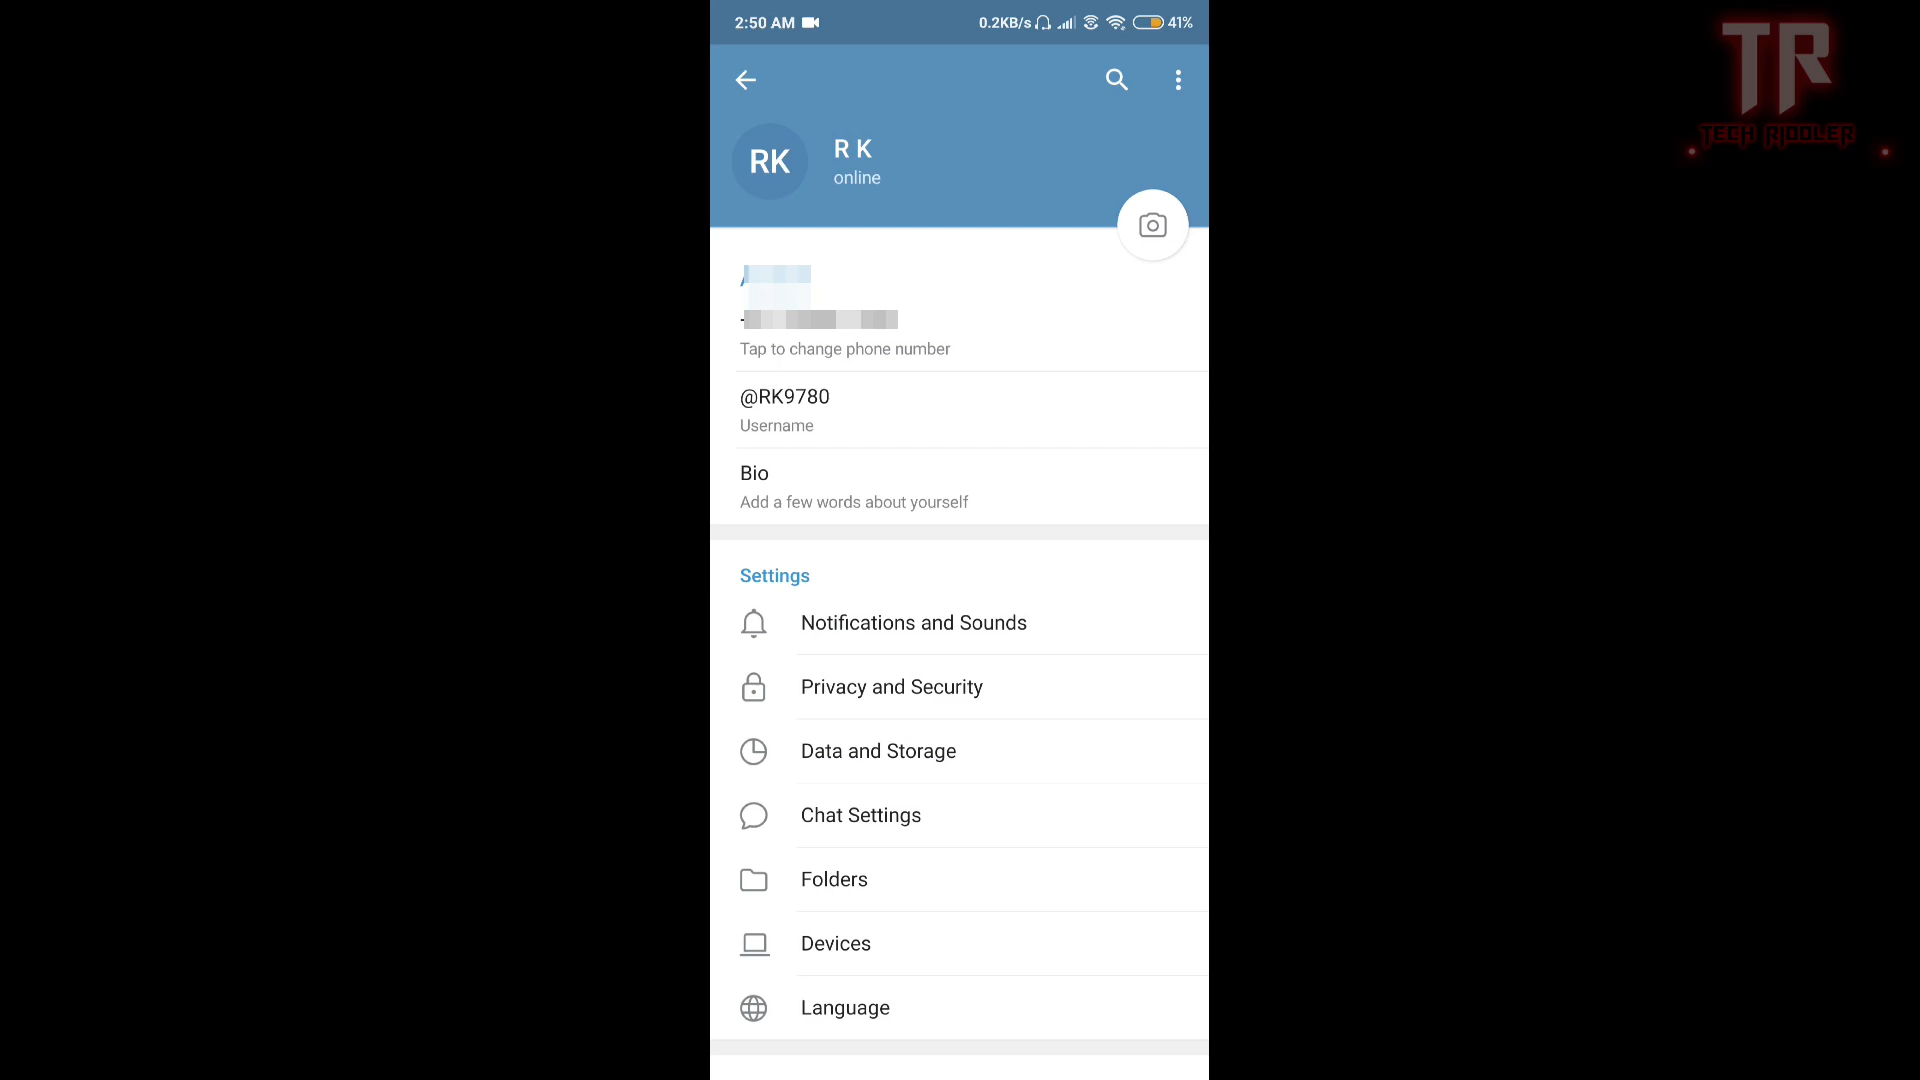 2:50 AM 0.2KB/s 41%
TR
TECH RIDDLER
RK
R K
online
Tap to change phone number
@RK9780
Username
Bio
Add a few words about yourself
Settings
Notifications and Sounds
Privacy and Security
Data and Storage
Chat Settings
Folders
Devices
Language